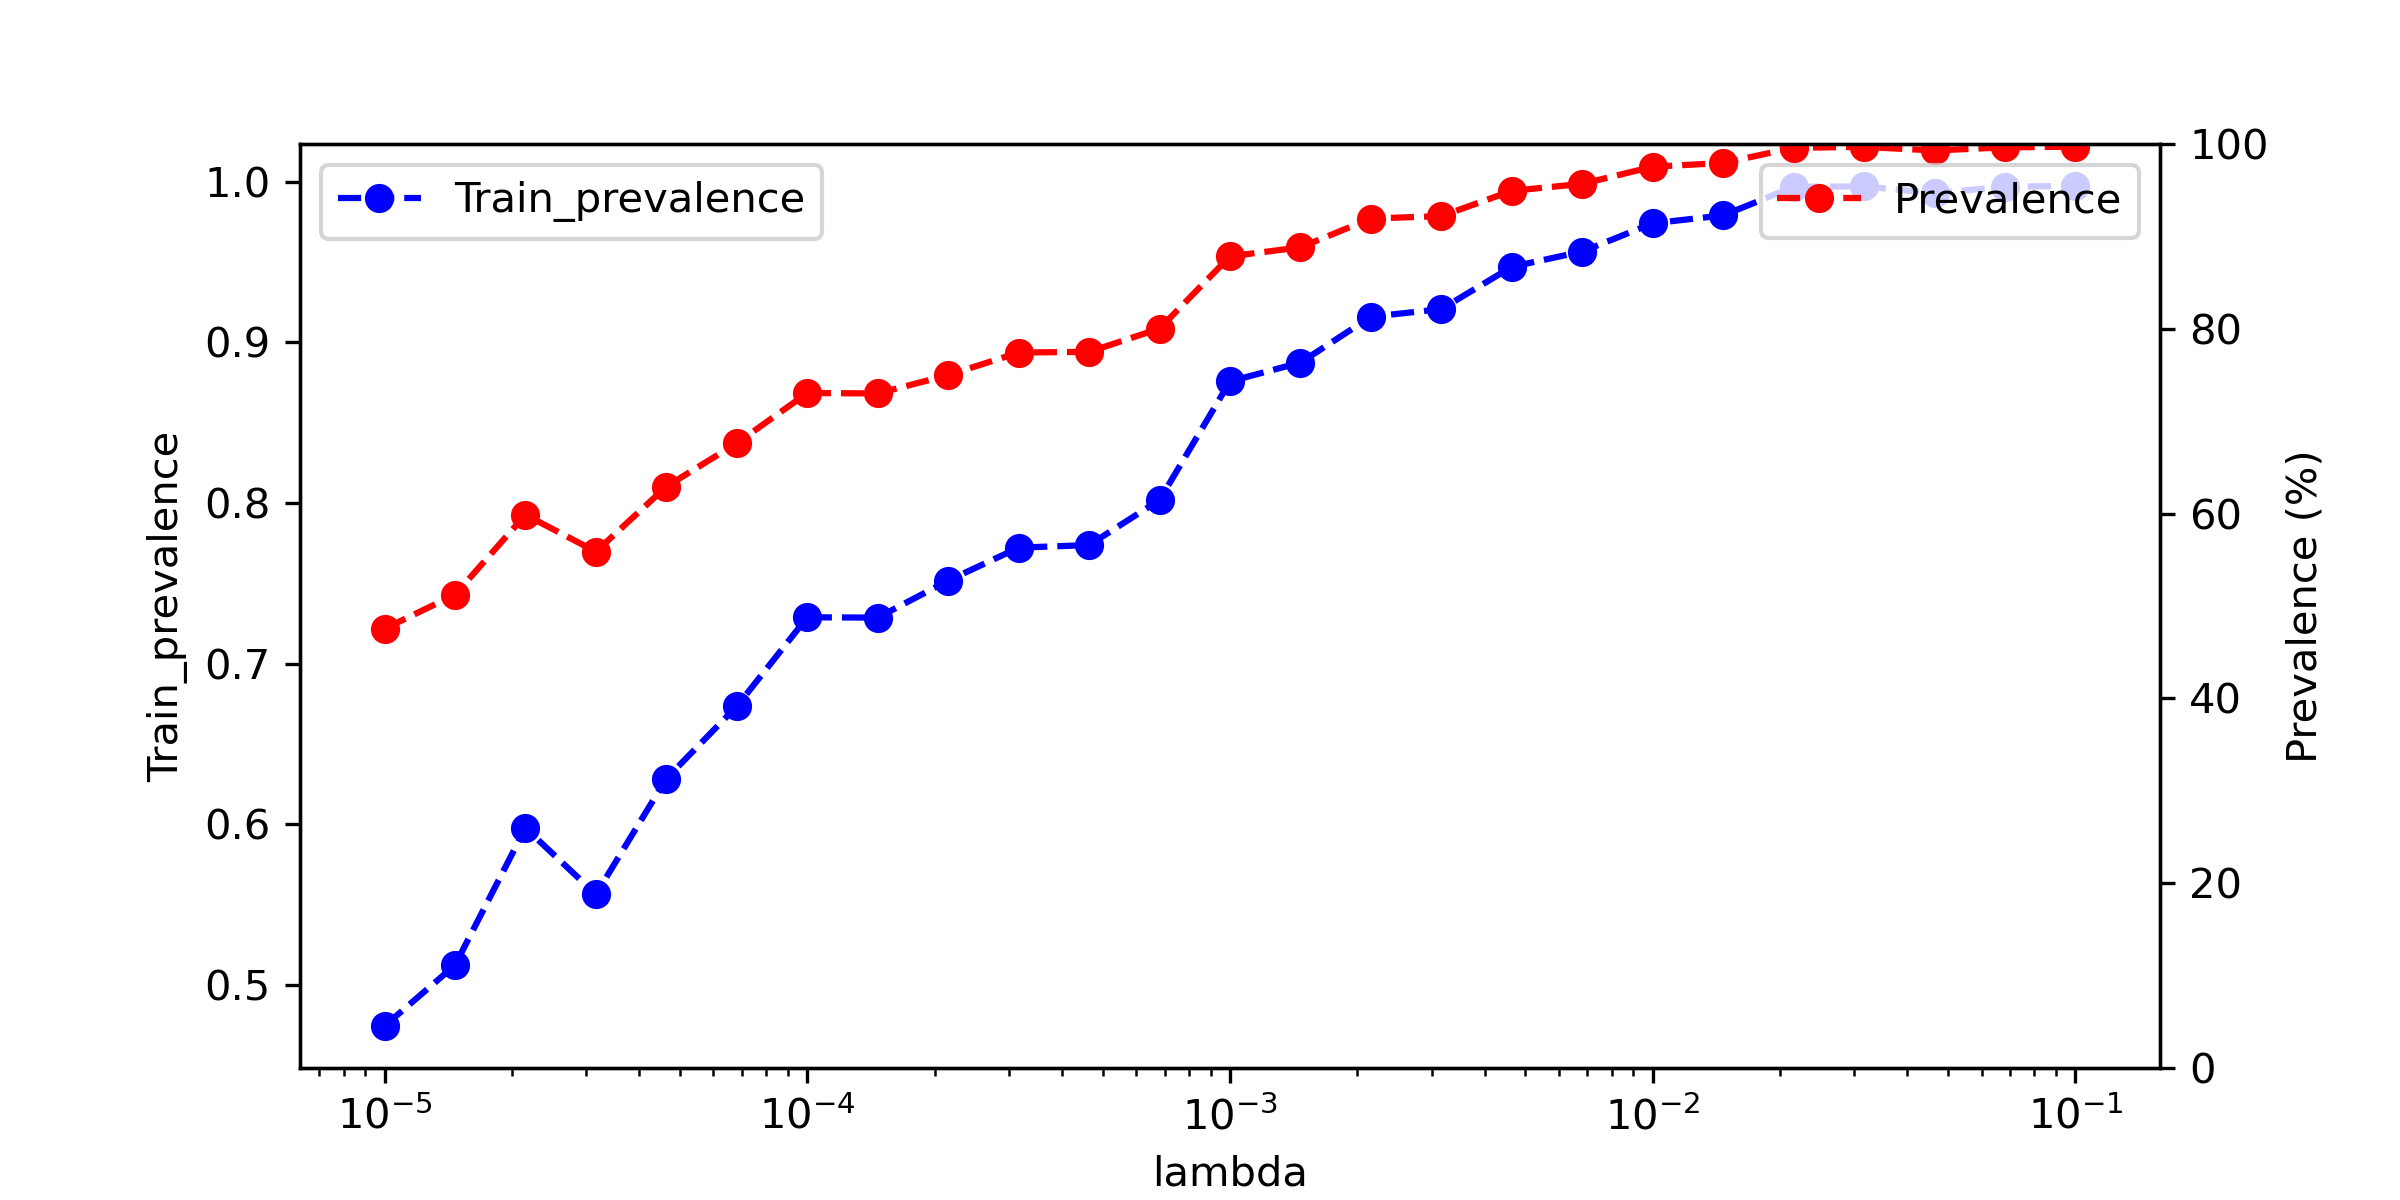 Train_prevalence
Prevalence
Train_prevalence
1.0
0.9
0.8
0.7
0.6
0.5
100
80
60
40
20
0
Prevalence (%)
10⁻⁵ 10⁻⁴ 10⁻³ 10⁻² 10⁻¹
lambda